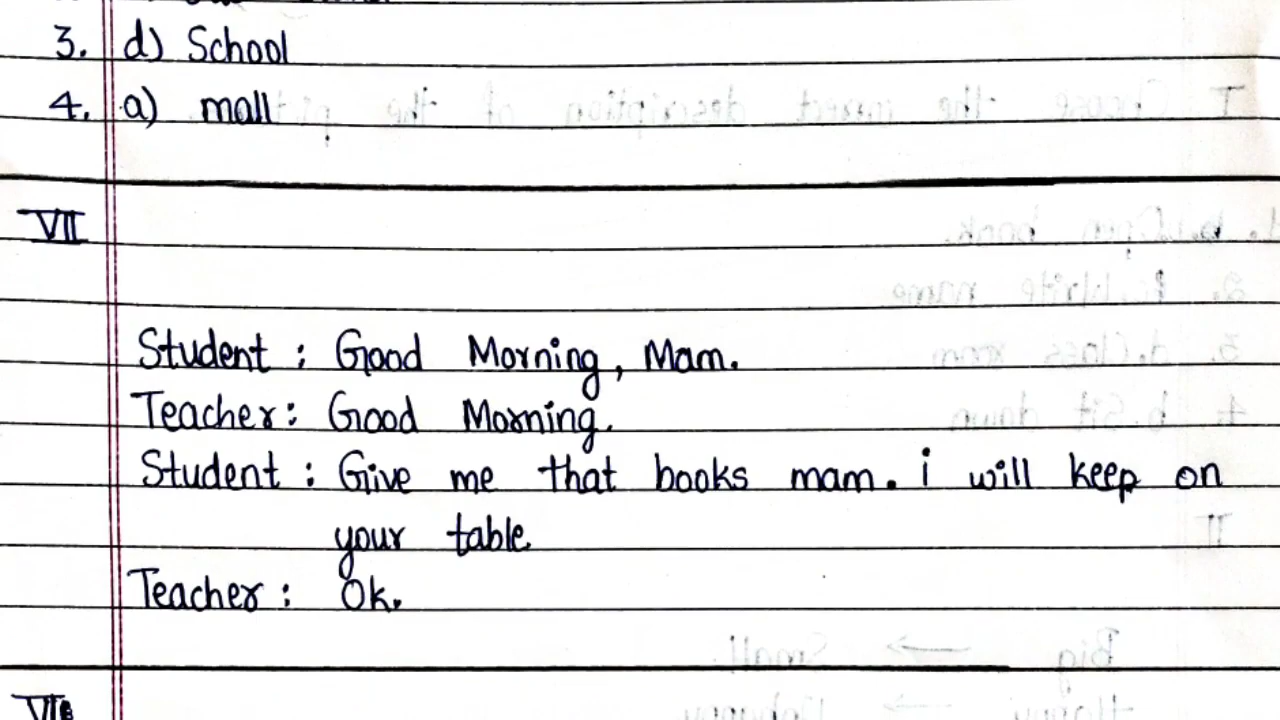 3. d) School
4. a) mall
VII
Student : Good Morning, Mam.
Teacher : Good Morning.
Student : Give me that books mam. i will keep on
your table.
Teacher : Ok.